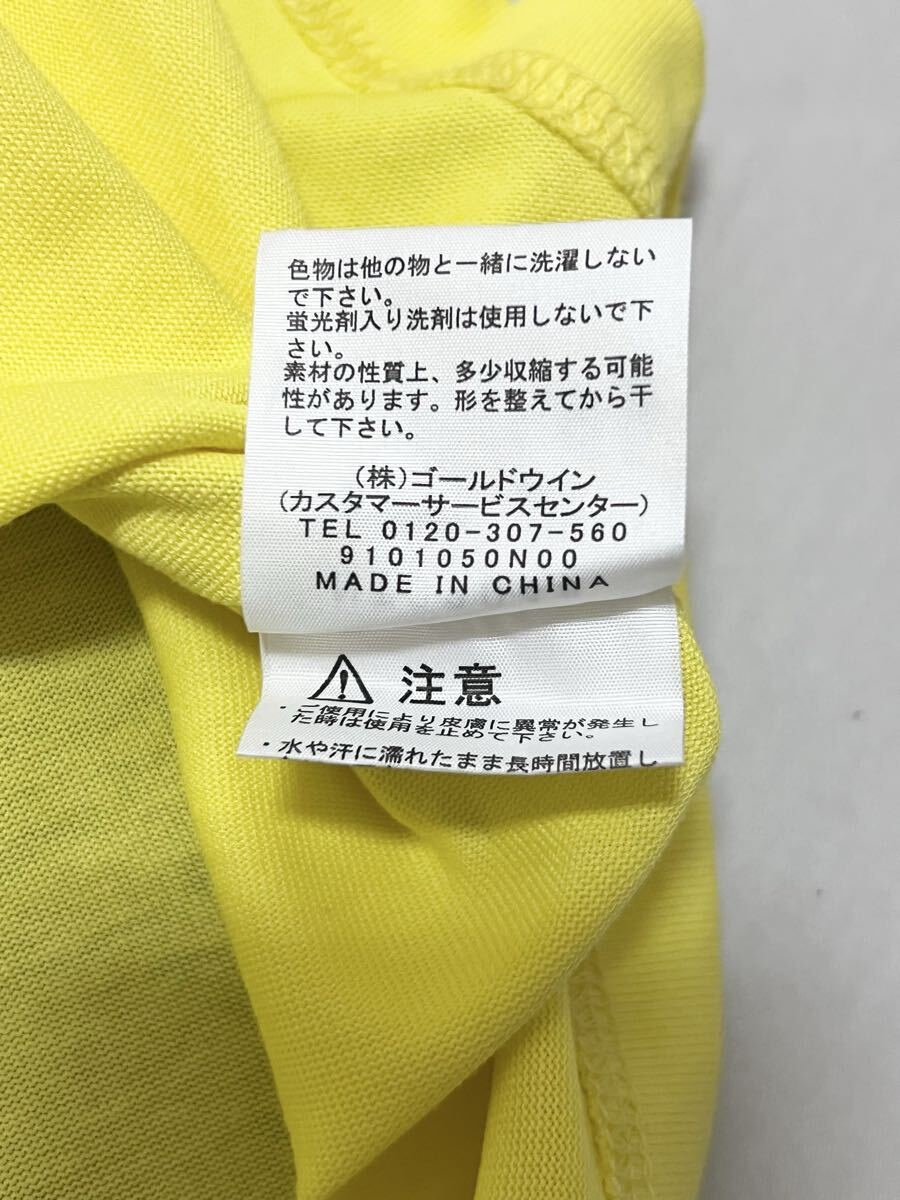 色物は他の物と一緒に洗濯しない
で下さい。
蛍光剤入り洗剤は使用しないで下
さい。
素材の性質上、多少収縮する可能
性があります。形を整えてから干
して下さい。
(株)ゴールドウイン
(カスタマーサービスセンター)
TEL 0120-307-560
9101050N00
MADE IN CHINA
注意
・ご使用により皮膚に異常が発生し
た時は使用を止めて下さい。
・水や汗に濡れたまま長時間放置し